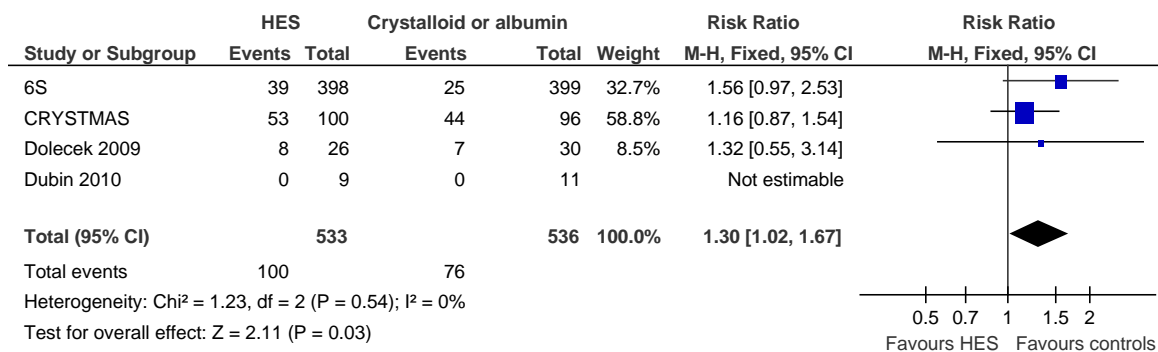 HES Crystalloid or albumin Risk Ratio Risk Ratio
Study or Subgroup Events Total Events Total Weight M-H, Fixed, 95% CI M-H, Fixed, 95% CI
6S 39 398 25 399 32.7% 1.56 [0.97, 2.53]
CRYSTMAS 53 100 44 96 58.8% 1.16 [0.87, 1.54]
Dolecek 2009 8 26 7 30 8.5% 1.32 [0.55, 3.14]
Dubin 2010 0 9 0 11 Not estimable
Total (95% CI) 533 536 100.0% 1.30 [1.02, 1.67]
Total events 100 76
Heterogeneity: Chi² = 1.23, df = 2 (P = 0.54); I² = 0%
Test for overall effect: Z = 2.11 (P = 0.03)
0.5 0.7 1 1.5 2
Favours HES Favours controls